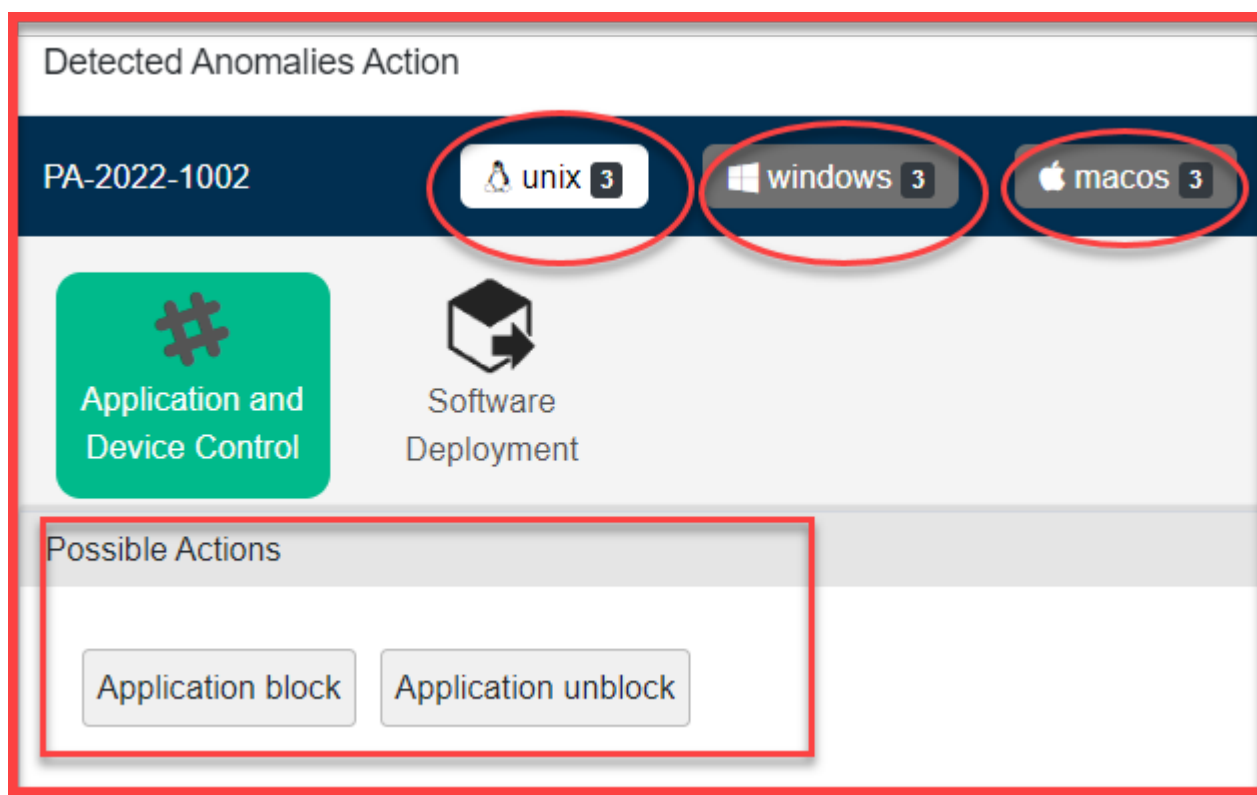 Detected Anomalies Action
PA-2022-1002 unix 3 windows 3 macos 3
Application and
Device Control
Software
Deployment
Possible Actions
Application block Application unblock